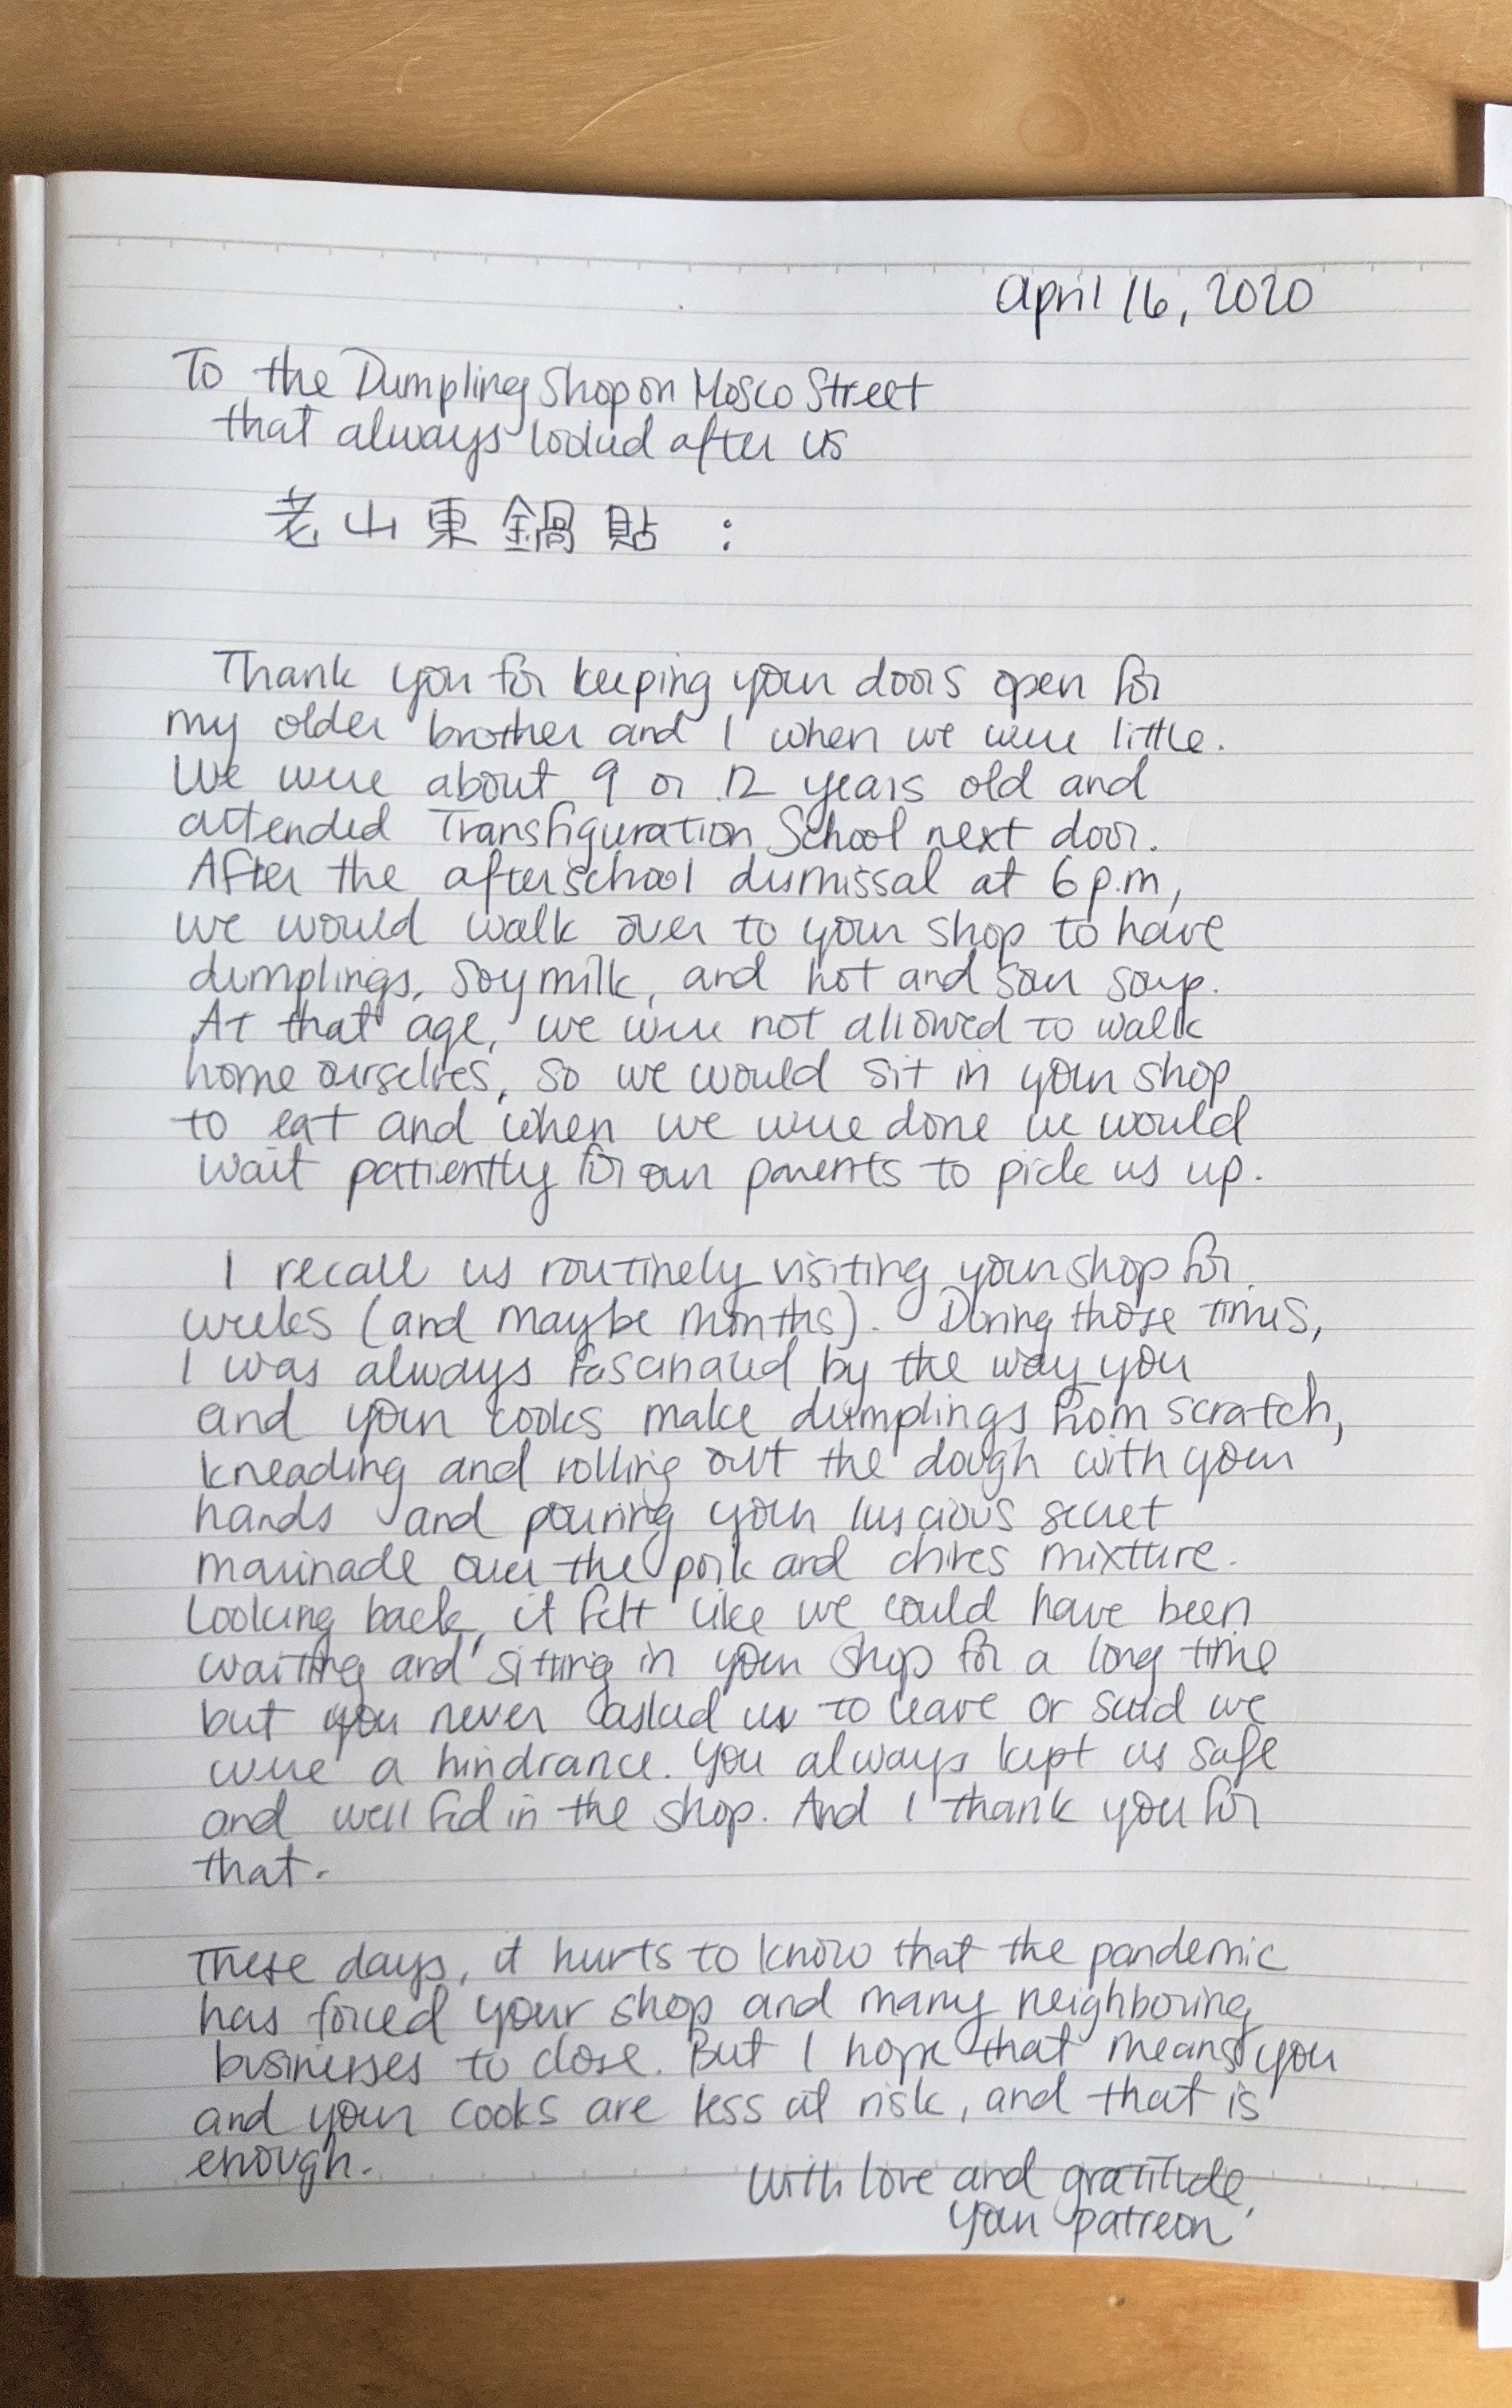 April 16, 2020
To the Dumpling Shop on Mosco Street
that always looked after us
老山東鍋貼 :
Thank you for keeping your doors open for
my older brother and I when we were little.
We were about 9 or 12 years old and
attended Transfiguration School next door.
After the afterschool dismissal at 6 p.m,
we would walk over to your shop to have
dumplings, soymilk, and hot and sour soup.
At that age, we were not allowed to walk
home ourselves, so we would sit in your shop
to eat and when we were done we would
wait patiently for our parents to pick us up.
I recall us routinely visiting your shop for
weeks (and maybe months). During those times,
I was always fascinated by the way you
and your cooks make dumplings from scratch,
kneading and rolling out the dough with your
hands and pouring your luscious secret
marinade over the pork and chives mixture.
Looking back, it felt like we could have been
waiting and sitting in your shop for a long time
but you never asked us to leave or said we
were a hindrance. You always kept us safe
and well fed in the shop. And I thank you for
that.
These days, it hurts to know that the pandemic
has forced your shop and many neighboring
businesses to close. But I hope that means you
and your cooks are less at risk, and that is
enough.
With love and gratitude,
Your patreon